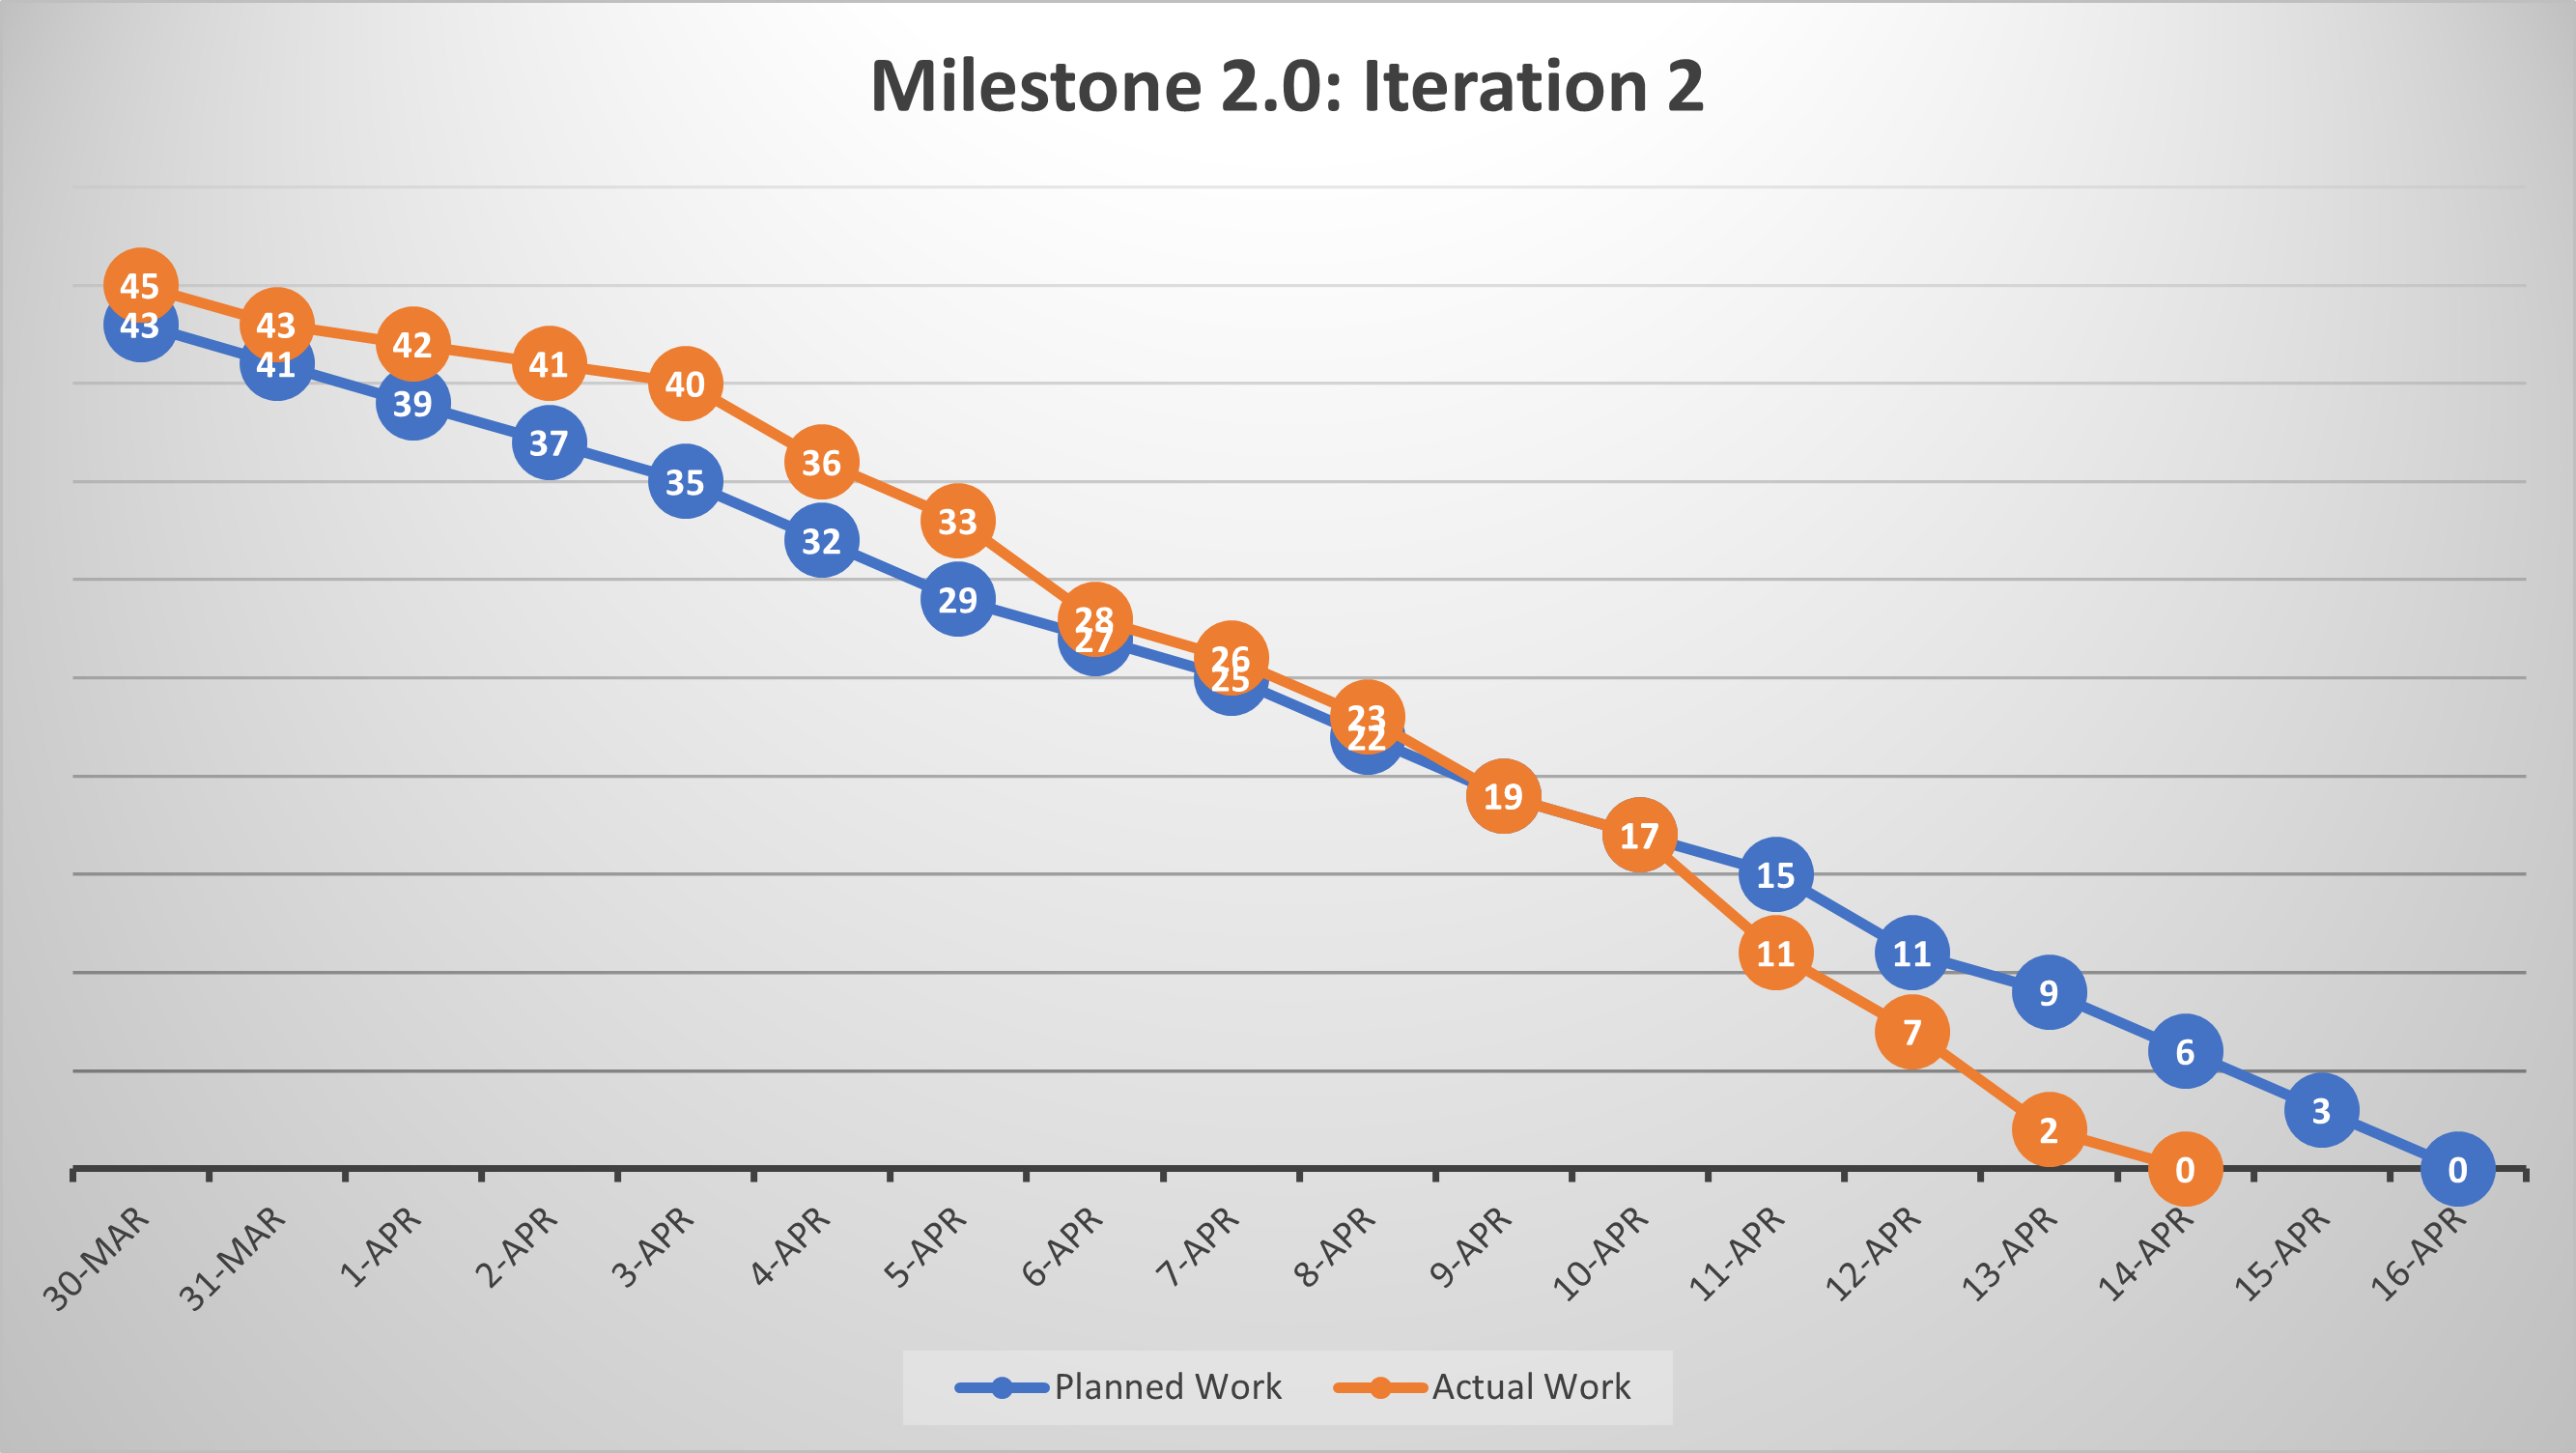 Milestone 2.0: Iteration 2
45
43
43
41
42
39
41
37
40
35
36
32
33
29
28
27
26
25
23
22
19
17
15
11
11
7
9
2
6
0
3
0
30-MAR
31-MAR
1-APR
2-APR
3-APR
4-APR
5-APR
6-APR
7-APR
8-APR
9-APR
10-APR
11-APR
12-APR
13-APR
14-APR
15-APR
16-APR
Planned Work
Actual Work